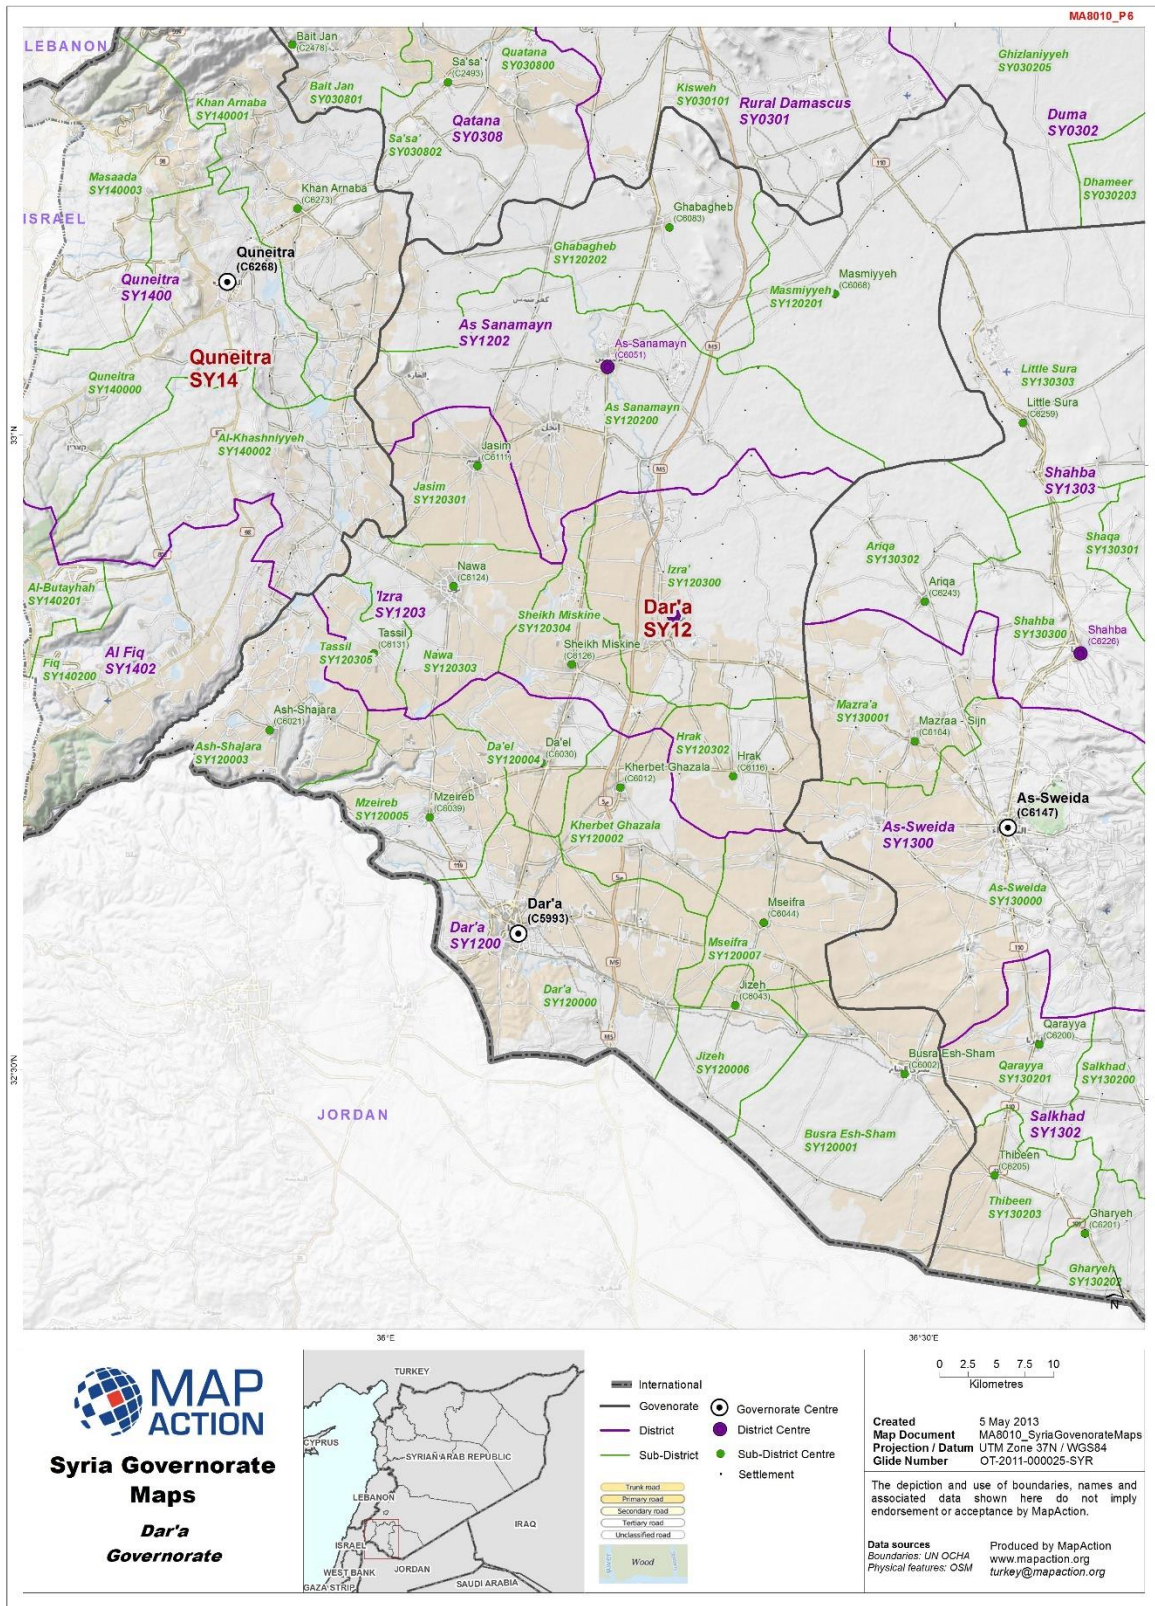 MA8010_P6
LEBANON
Bait Jan
(C2478)
Bait Jan
SY030801
Sa'sa'
(C2493)
Quatana
SY030800
Qatana
SY0308
Sa'sa'
SY030802
Kisweh
SY030101
Rural Damascus
SY0301
Ghizlaniyyeh
SY030205
Duma
SY0302
Dhameer
SY030203
Khan Arnaba
SY140001
Masaada
SY140003
ISRAEL
Khan Arnaba
(C6273)
Quneitra
(C6268)
Quneitra
SY1400
Quneitra
SY14
Quneitra
SY140000
Al-Khashniyyeh
SY140002
Ghabagheb
(C6083)
Ghabagheb
SY120202
Masmiyyeh
(C6068)
Masmiyyeh
SY120201
As Sanamayn
SY1202
As-Sanamayn
(C6051)
As Sanamayn
SY120200
Little Sura
SY130303
Little Sura
(C6259)
Shahba
SY1303
Shaqa
SY130301
Jasim
(C6111)
Jasim
SY120301
Ariqa
SY130302
Ariqa
(C6243)
Shahba
SY130300
Shahba
(C6226)
Al-Butayhah
SY140201
Fiq
SY140200
Al Fiq
SY1402
Nawa
(C6124)
'Izra
SY1203
Tassil
(C6131)
Tassil
SY120305
Nawa
SY120303
Sheikh Miskine
SY120304
Sheikh Miskine
(C6126)
Izra'
SY120300
Dar'a
SY12
Mazra'a
SY130001
Mazraa - Sijn
(C6164)
Ash-Shajara
(C6021)
Ash-Shajara
SY120003
Da'el
SY120004
Da'el
(C6030)
Hrak
SY120302
Hrak
(C6116)
Kherbet Ghazala
(C6012)
Kherbet Ghazala
SY120002
Mzeireb
(C6039)
Mzeireb
SY120005
As-Sweida
(C6147)
As-Sweida
SY1300
As-Sweida
SY130000
Dar'a
(C5993)
Dar'a
SY1200
Dar'a
SY120000
Mseifra
(C6044)
Mseifra
SY120007
Jizeh
(C6043)
Jizeh
SY120006
Busra Esh-Sham
(C6002)
Busra Esh-Sham
SY120001
Qarayya
(C6200)
Qarayya
SY130201
Salkhad
SY130200
Salkhad
SY1302
Thibeen
(C6205)
Thibeen
SY130203
Gharyeh
(C6201)
Gharyeh
SY130202
JORDAN
33°N
32°30'N
36°E
36°30'E
N
MAP
ACTION
Syria Governorate
Maps
Dar'a
Governorate
TURKEY
CYPRUS
SYRIAN ARAB REPUBLIC
LEBANON
IRAQ
ISRAEL
WEST BANK
GAZA STRIP
JORDAN
SAUDI ARABIA
International
Govenorate
District
Sub-District
Governorate Centre
District Centre
Sub-District Centre
Settlement
Trunk road
Primary road
Secondary road
Tertiary road
Unclassified road
Wood
0 2.5 5 7.5 10
Kilometres
Created 5 May 2013
Map Document MA8010_SyriaGovenorateMaps
Projection / Datum UTM Zone 37N / WGS84
Glide Number OT-2011-000025-SYR
The depiction and use of boundaries, names and
associated data shown here do not imply
endorsement or acceptance by MapAction.
Data sources
Boundaries: UN OCHA
Physical features: OSM
Produced by MapAction
www.mapaction.org
turkey@mapaction.org